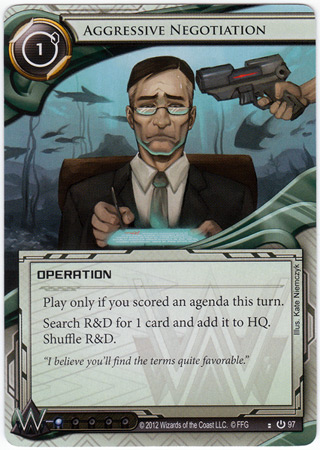 AGGRESSIVE NEGOTIATION
1
OPERATION
Play only if you scored an agenda this turn.
Search R&D for 1 card and add it to HQ.
Shuffle R&D.
"I believe you'll find the terms quite favorable."
Illus. Kate Niemczyk
© 2012 Wizards of the Coast LLC. © FFG
97